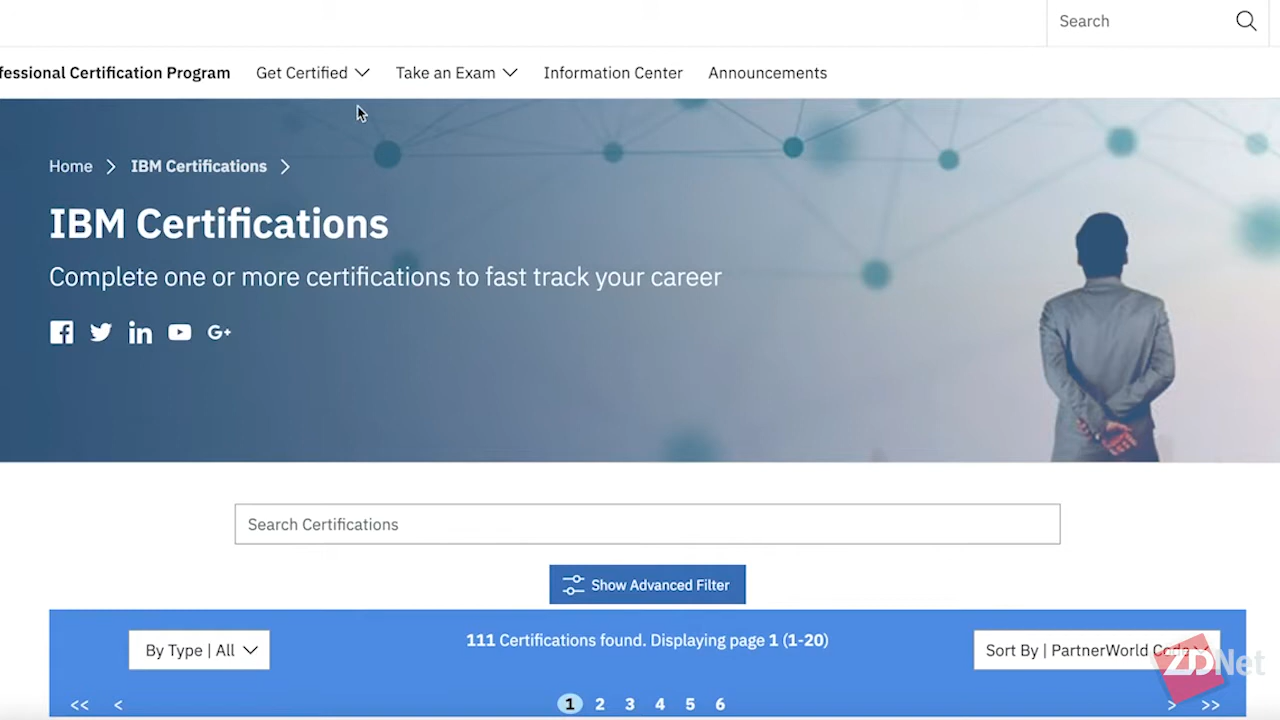 Search
fessional Certification Program Get Certified Take an Exam Information Center Announcements
Home IBM Certifications
IBM Certifications
Complete one or more certifications to fast track your career
G+
Search Certifications
Show Advanced Filter
By Type | All
111 Certifications found. Displaying page 1 (1-20)
Sort By | PartnerWorld Code
ZDNet
<< < 1 2 3 4 5 6 > >>